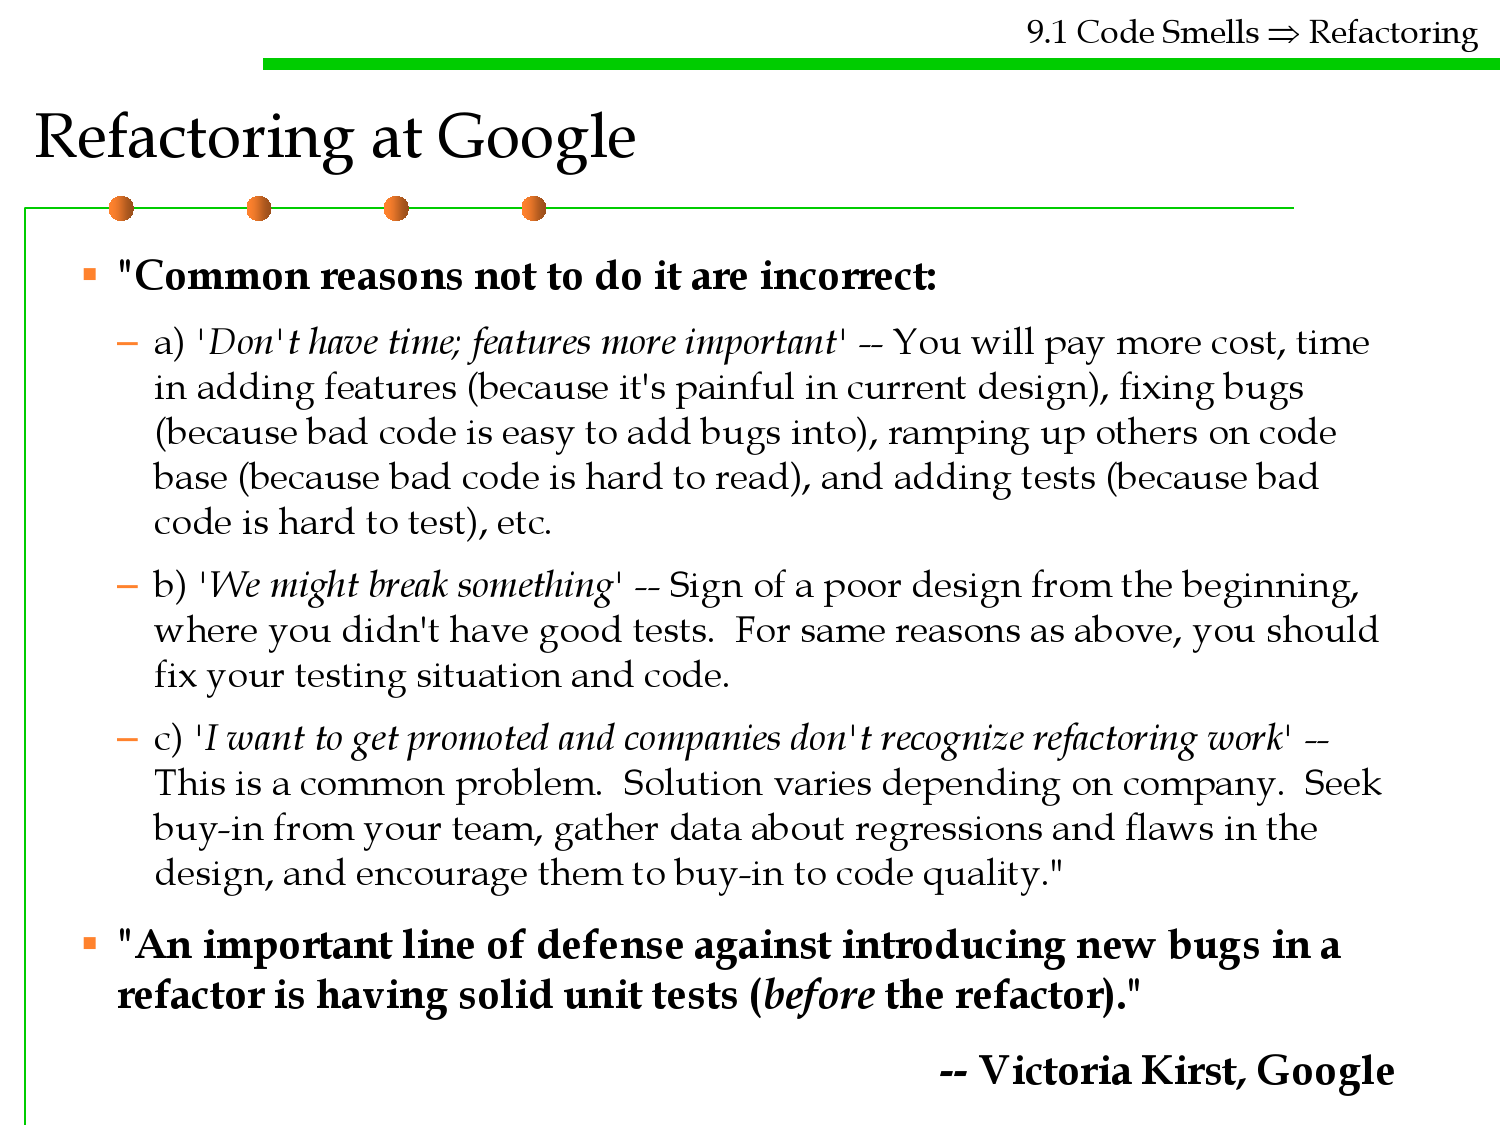 9.1 Code Smells ⇒ Refactoring
Refactoring at Google
▪ "Common reasons not to do it are incorrect:
– a) 'Don't have time; features more important' -- You will pay more cost, time
in adding features (because it's painful in current design), fixing bugs
(because bad code is easy to add bugs into), ramping up others on code
base (because bad code is hard to read), and adding tests (because bad
code is hard to test), etc.
– b) 'We might break something' -- Sign of a poor design from the beginning,
where you didn't have good tests.  For same reasons as above, you should
fix your testing situation and code.
– c) 'I want to get promoted and companies don't recognize refactoring work' --
This is a common problem.  Solution varies depending on company.  Seek
buy-in from your team, gather data about regressions and flaws in the
design, and encourage them to buy-in to code quality."
▪ "An important line of defense against introducing new bugs in a
refactor is having solid unit tests (before the refactor)."
-- Victoria Kirst, Google